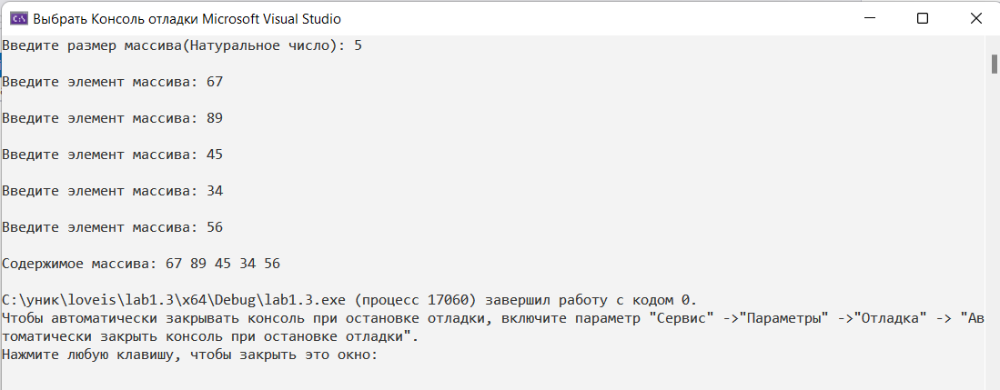 Выбрать Консоль отладки Microsoft Visual Studio
Введите размер массива(Натуральное число): 5
Введите элемент массива: 67
Введите элемент массива: 89
Введите элемент массива: 45
Введите элемент массива: 34
Введите элемент массива: 56
Содержимое массива: 67 89 45 34 56
C:\уник\loveis\lab1.3\x64\Debug\lab1.3.exe (процесс 17060) завершил работу с кодом 0.
Чтобы автоматически закрывать консоль при остановке отладки, включите параметр "Сервис" ->"Параметры" ->"Отладка" -> "Ав
томатически закрыть консоль при остановке отладки".
Нажмите любую клавишу, чтобы закрыть это окно: